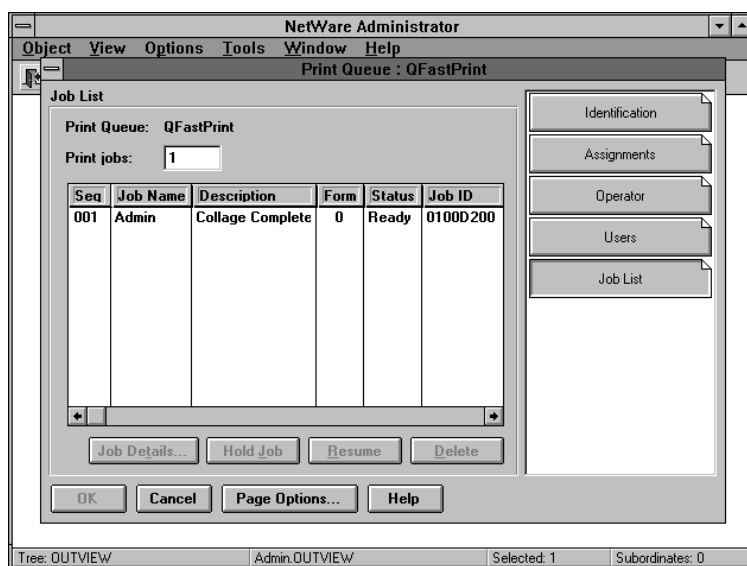 NetWare Administrator
Object View Options Tools Window Help
Print Queue : QFastPrint
Job List
Print Queue: QFastPrint
Print jobs: 1
Seq Job Name Description Form Status Job ID
001 Admin Collage Complete 0 Ready 0100D200
Job Details... Hold Job Resume Delete
OK Cancel Page Options... Help
Identification
Assignments
Operator
Users
Job List
Tree: OUTVIEW Admin.OUTVIEW Selected: 1 Subordinates: 0